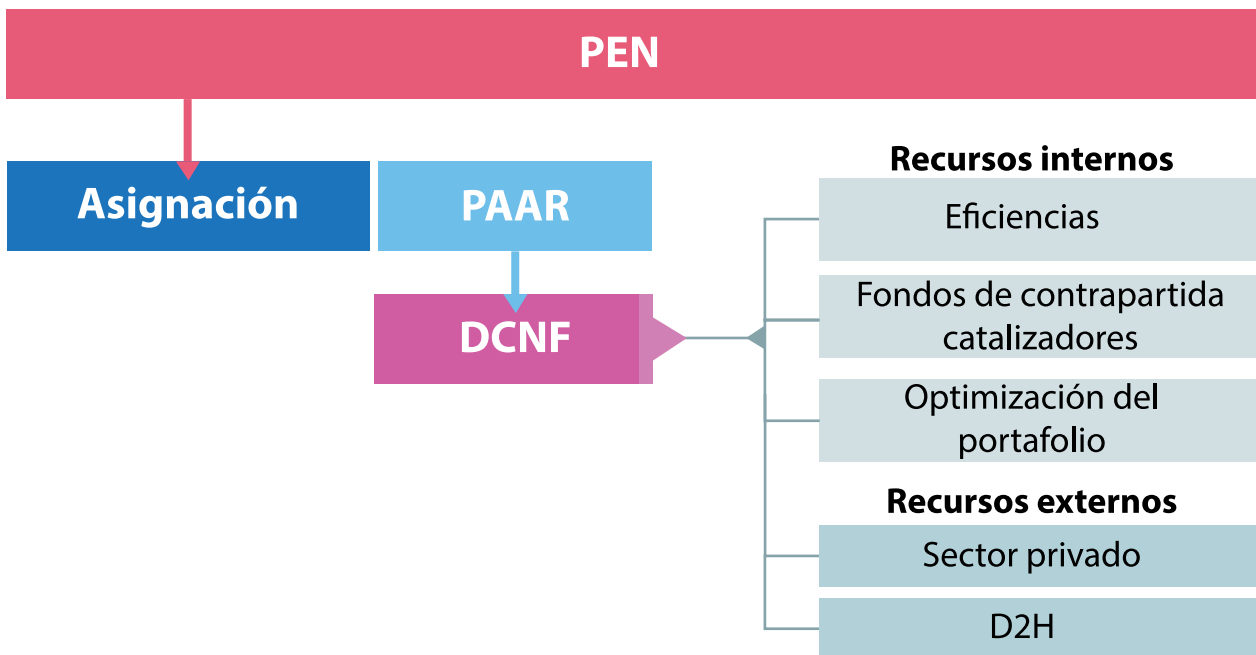 PEN
Asignación
PAAR
DCNF
Recursos internos
Eficiencias
Fondos de contrapartida
catalizadores
Optimización del
portafolio
Recursos externos
Sector privado
D2H